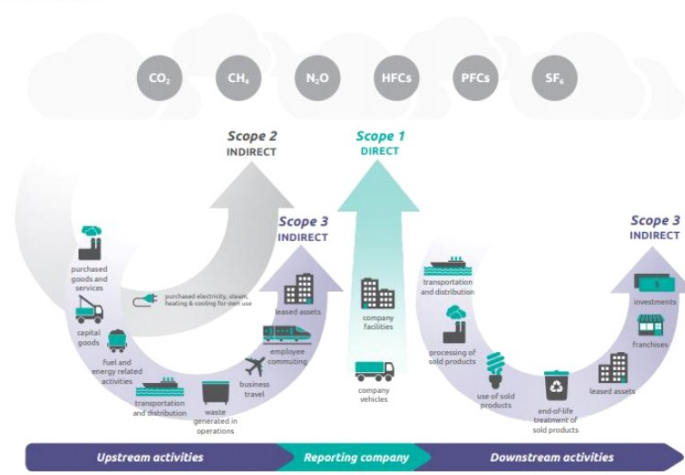 CO₂
CH₄
N₂O
HFCs
PFCs
SF₆
Scope 2
INDIRECT
Scope 1
DIRECT
Scope 3
INDIRECT
Scope 3
INDIRECT
purchased
goods and
services
capital
goods
fuel and
energy related
activities
transportation
and distribution
waste
generated in
operations
business
travel
employee
commuting
leased assets
purchased electricity, steam,
heating & cooling for own use
company
facilities
company
vehicles
transportation
and distribution
processing of
sold products
use of sold
products
end-of-life
treatment of
sold products
leased assets
franchises
investments
$
Upstream activities
Reporting company
Downstream activities